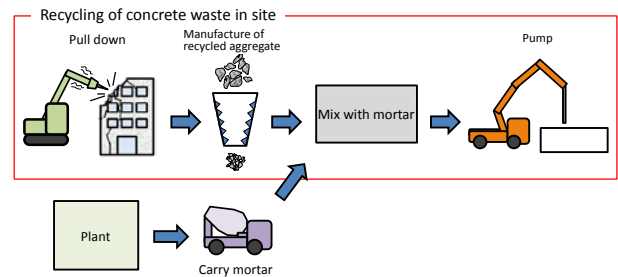 Recycling of concrete waste in site
Pull down
Manufacture of
recycled aggregate
Pump
Mix with mortar
Plant
Carry mortar